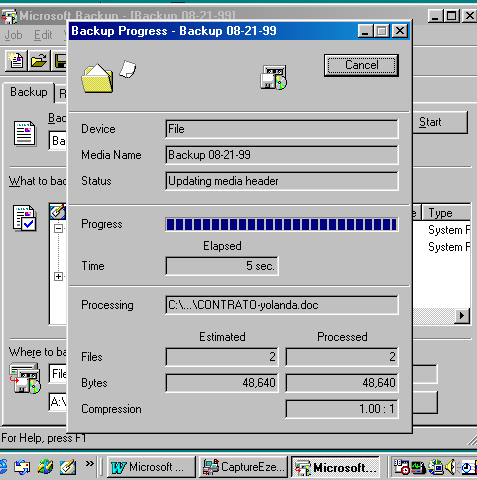 Microsoft Backup - [Backup 08-21-99]
Backup Progress - Backup 08-21-99
Job Edit
Cancel
Backup
Start
Device File
Media Name Backup 08-21-99
Status Updating media header
What to bac
Type
System F
System F
Progress
Elapsed
Time 5 sec.
Processing C:\...\CONTRATO-yolanda.doc
Estimated Processed
Where to ba
Files 2 2
File
Bytes 48,640 48,640
A:\
Compression 1.00 : 1
For Help, press F1
Microsoft ... CaptureEze... Microsoft...